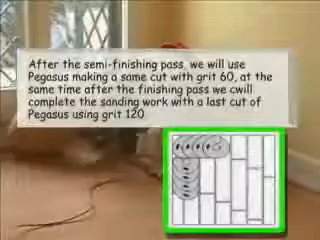 After the semi-finishing pass, we will use
Pegasus making a same cut with grit 60, at the
same time after the finishing pass we cwill
complete the sanding work with a last cut of
Pegasus using grit 120